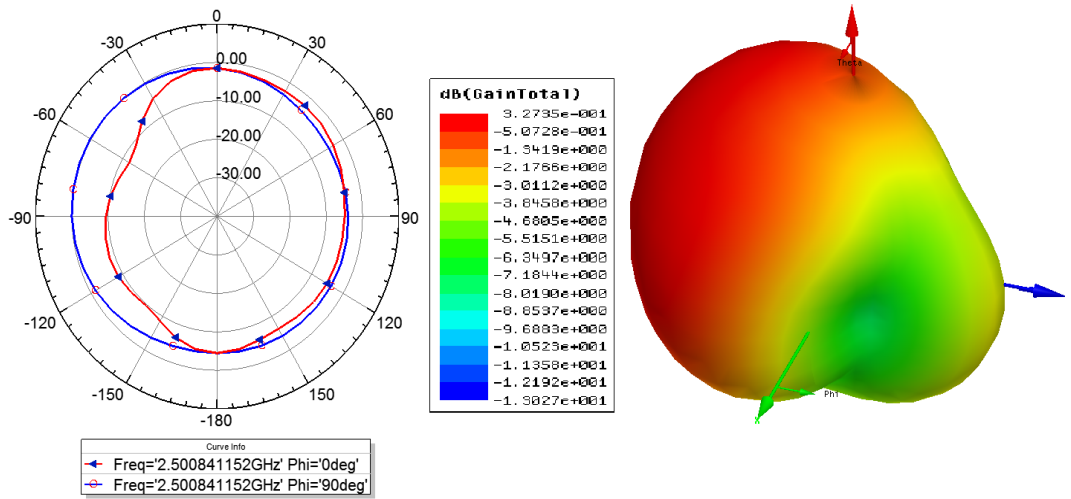 0
-30
30
0.00
-10.00
-60
60
-20.00
-30.00
-90
90
-120
120
-150
150
-180
Curve Info
Freq='2.500841152GHz' Phi='0deg'
Freq='2.500841152GHz' Phi='90deg'
dB(GainTotal)
3.2735e-001
-5.0728e-001
-1.3419e+000
-2.1766e+000
-3.0112e+000
-3.8458e+000
-4.6805e+000
-5.5151e+000
-6.3497e+000
-7.1844e+000
-8.0190e+000
-8.8537e+000
-9.6883e+000
-1.0523e+001
-1.1358e+001
-1.2192e+001
-1.3027e+001
Theta
Phi
X